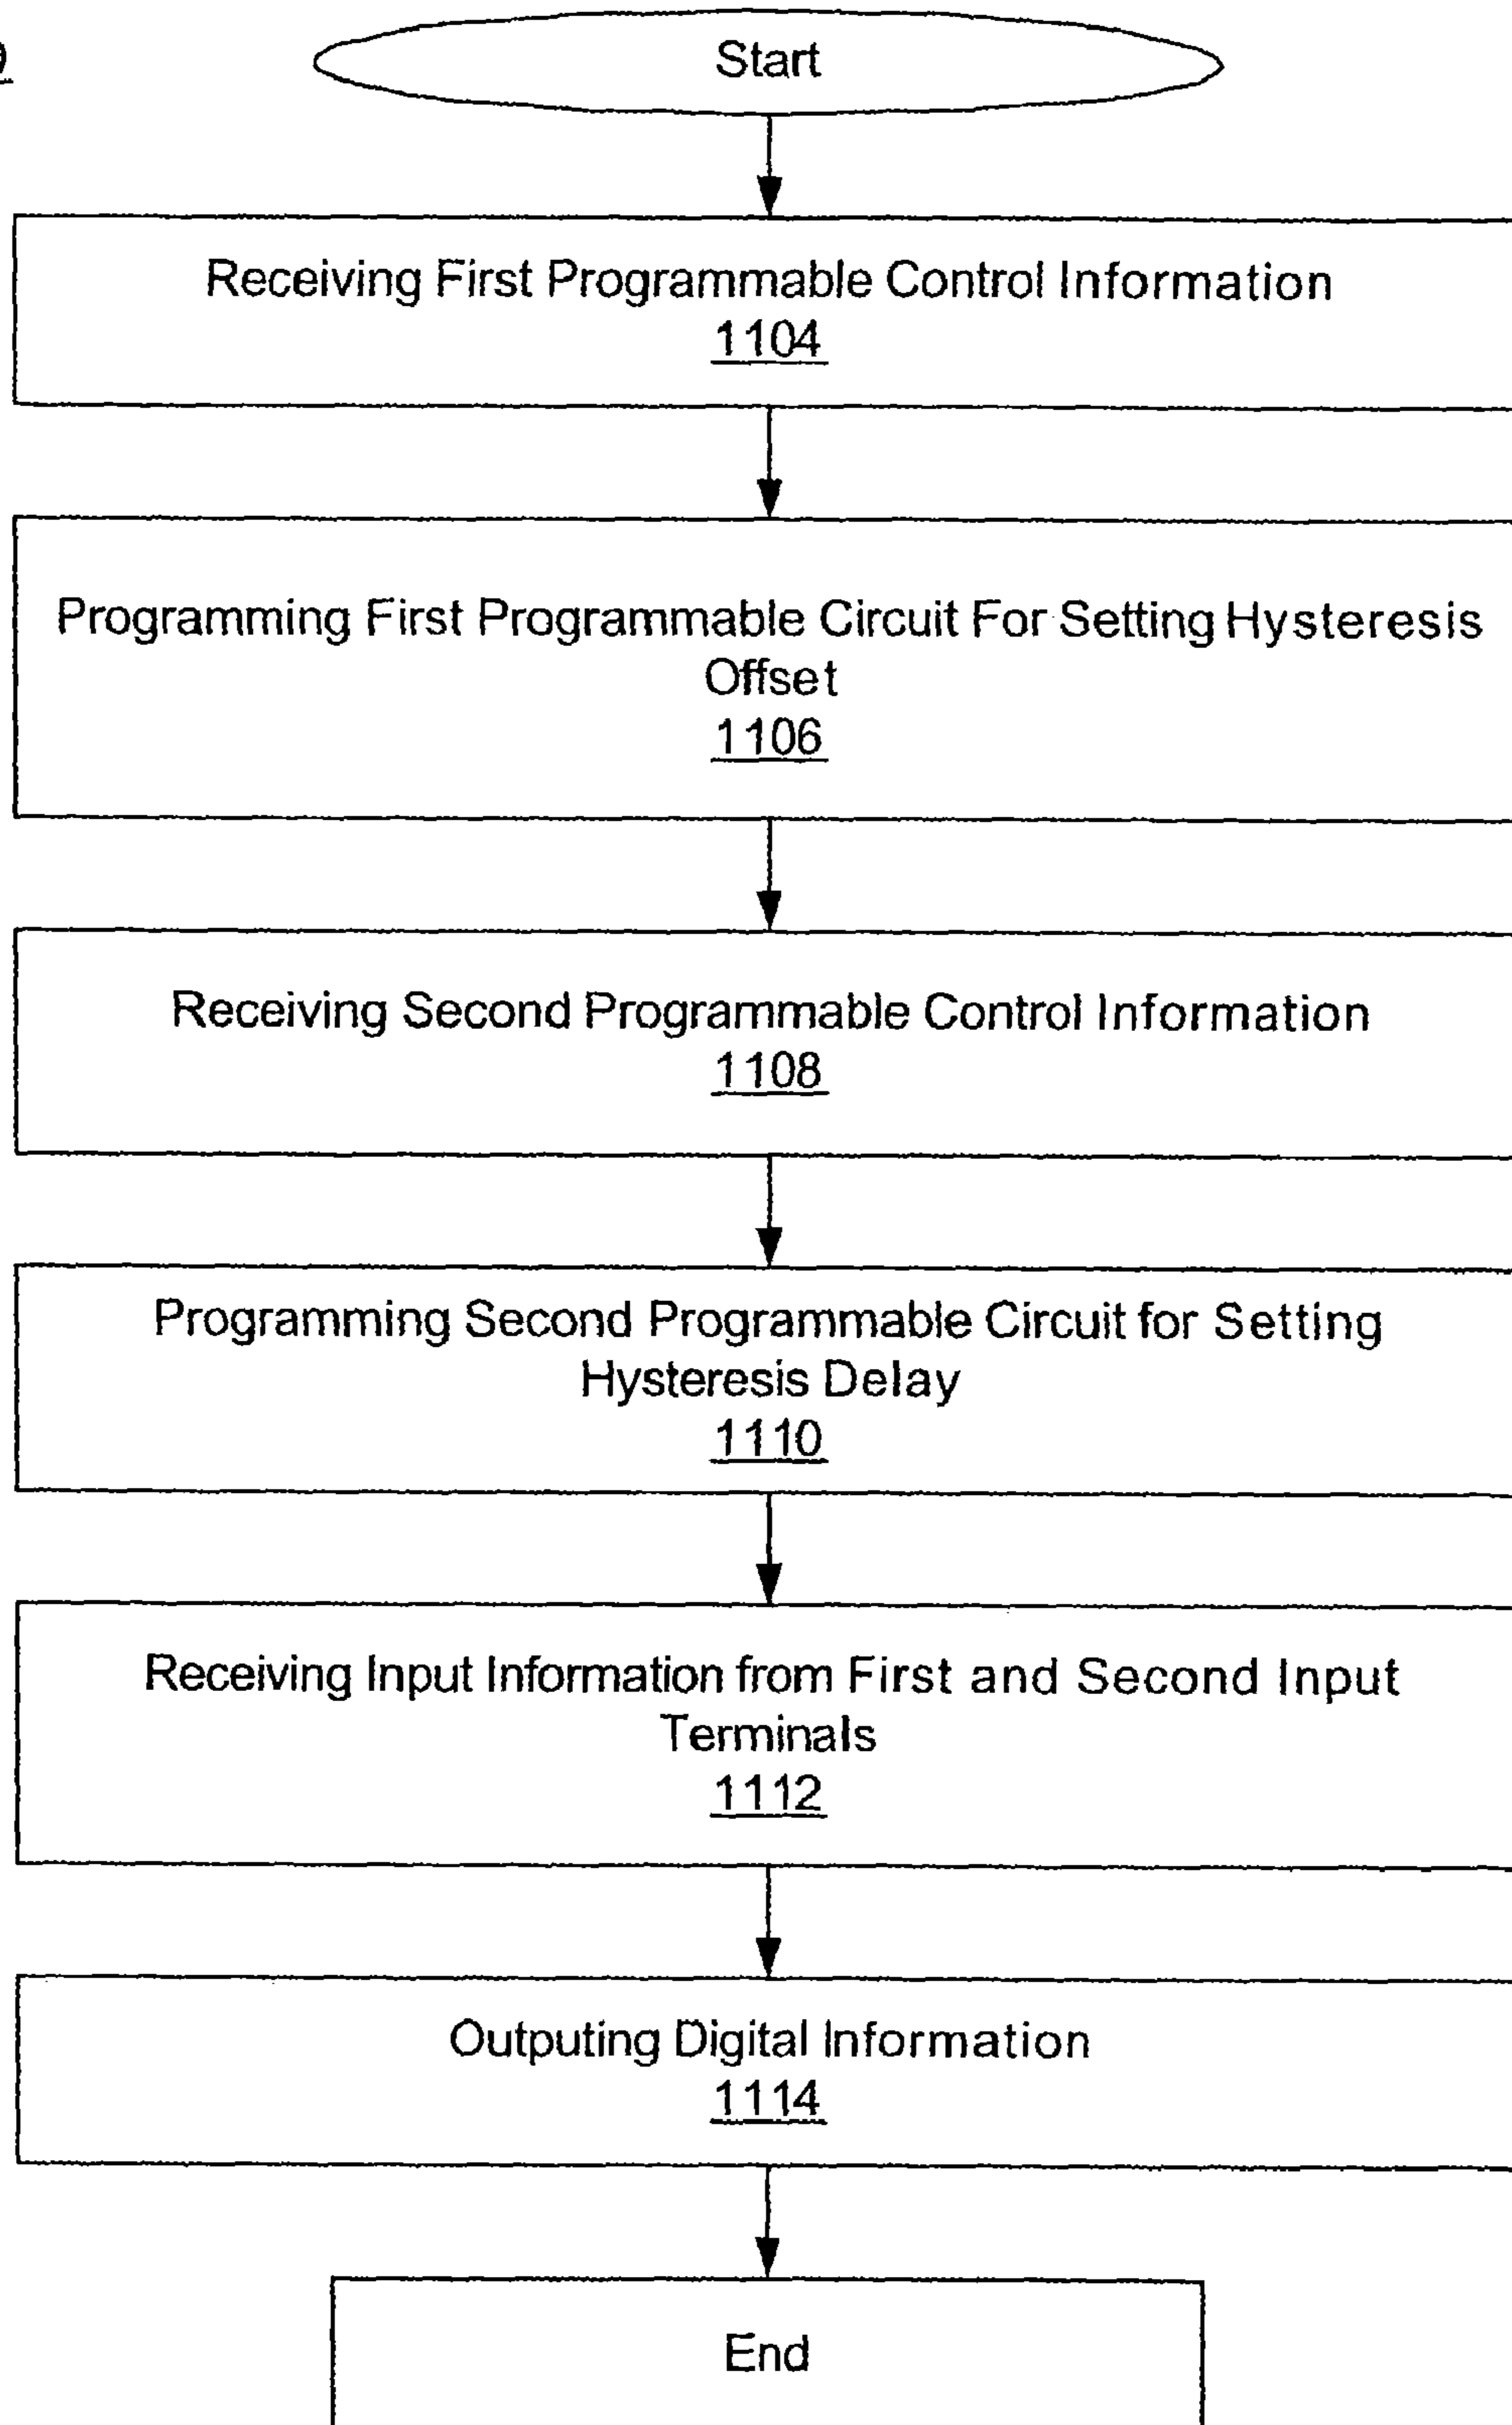 Start
Receiving First Programmable Control Information
1104
Programming First Programmable Circuit For Setting Hysteresis
Offset
1106
Receiving Second Programmable Control Information
1108
Programming Second Programmable Circuit for Setting
Hysteresis Delay
1110
Receiving Input Information from First and Second Input
Terminals
1112
Outputing Digital Information
1114
End